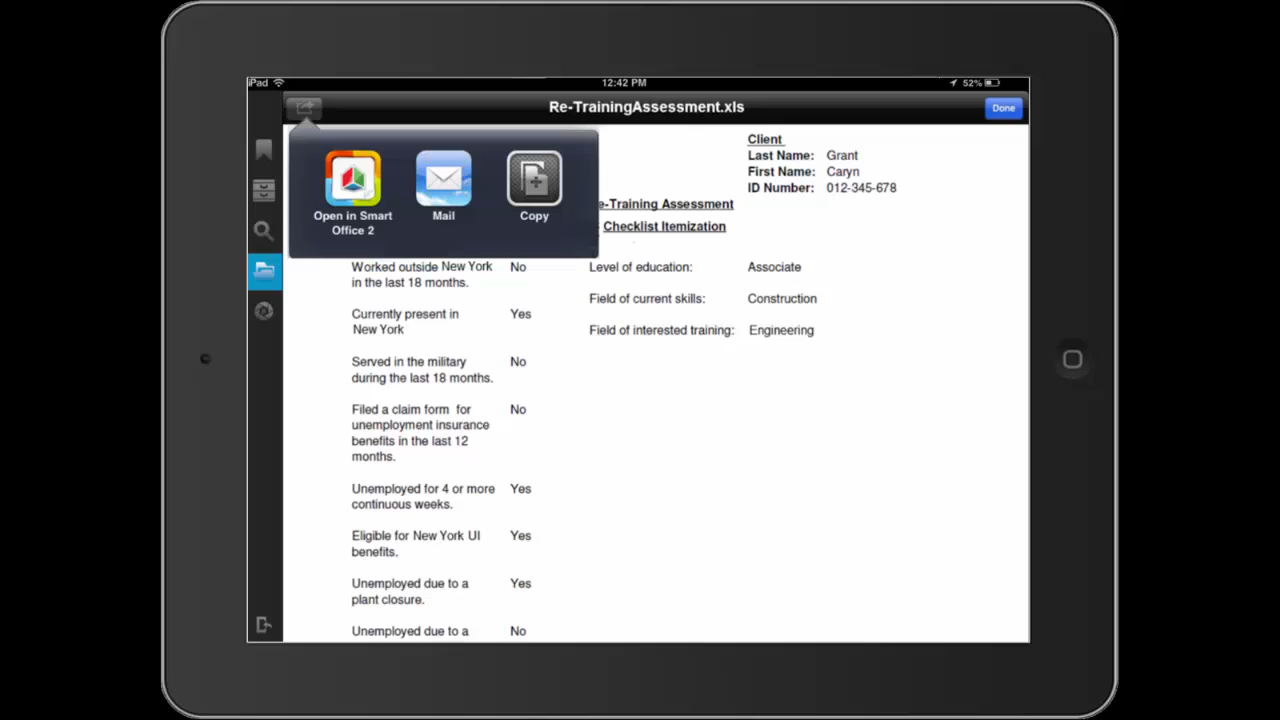 iPad
12:42 PM
52%
Re-TrainingAssessment.xls
Done
Open in Smart
Office 2
Mail
Copy
Client
Last Name: Grant
First Name: Caryn
ID Number: 012-345-678
e-Training Assessment
Checklist Itemization
Worked outside New York
in the last 18 months.
No
Level of education:
Associate
Field of current skills:
Construction
Currently present in
New York
Yes
Field of interested training:
Engineering
Served in the military
during the last 18 months.
No
Filed a claim form for
unemployment insurance
benefits in the last 12
months.
No
Unemployed for 4 or more
continuous weeks.
Yes
Eligible for New York UI
benefits.
Yes
Unemployed due to a
plant closure.
Yes
Unemployed due to a
No